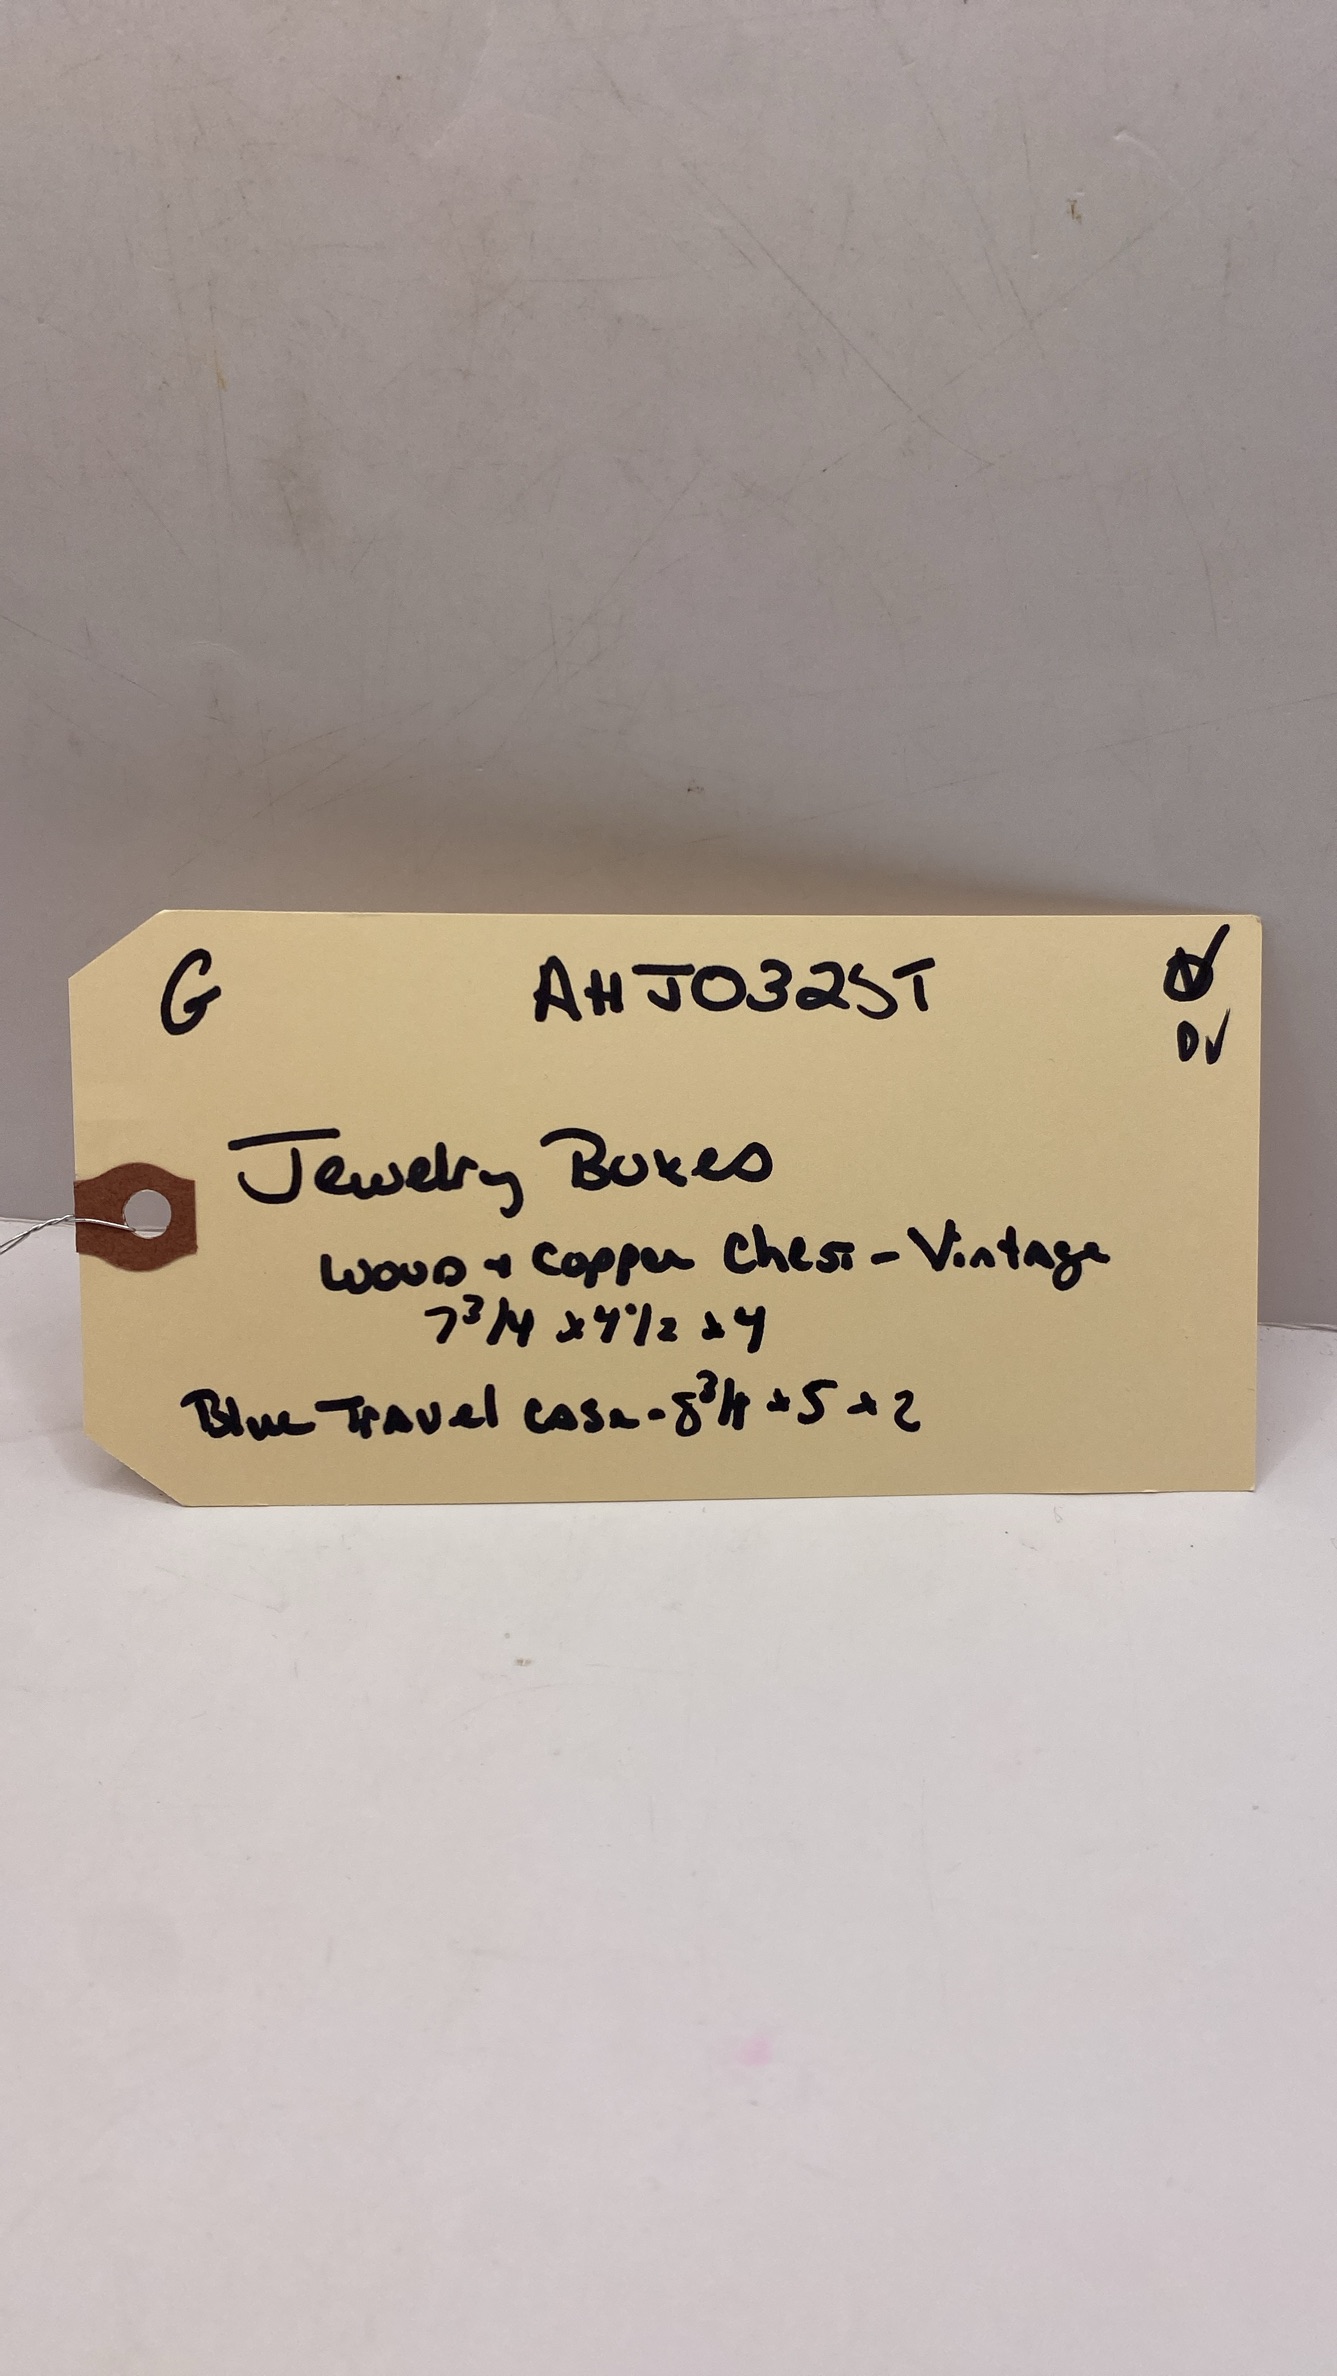 G AHJ0325T
D✓
Jewelry Boxes
Wood + Copper Chest - Vintage
7 3/4 x 4 1/2 x 4
Blue Travel case - 8 3/4 x 5 x 2